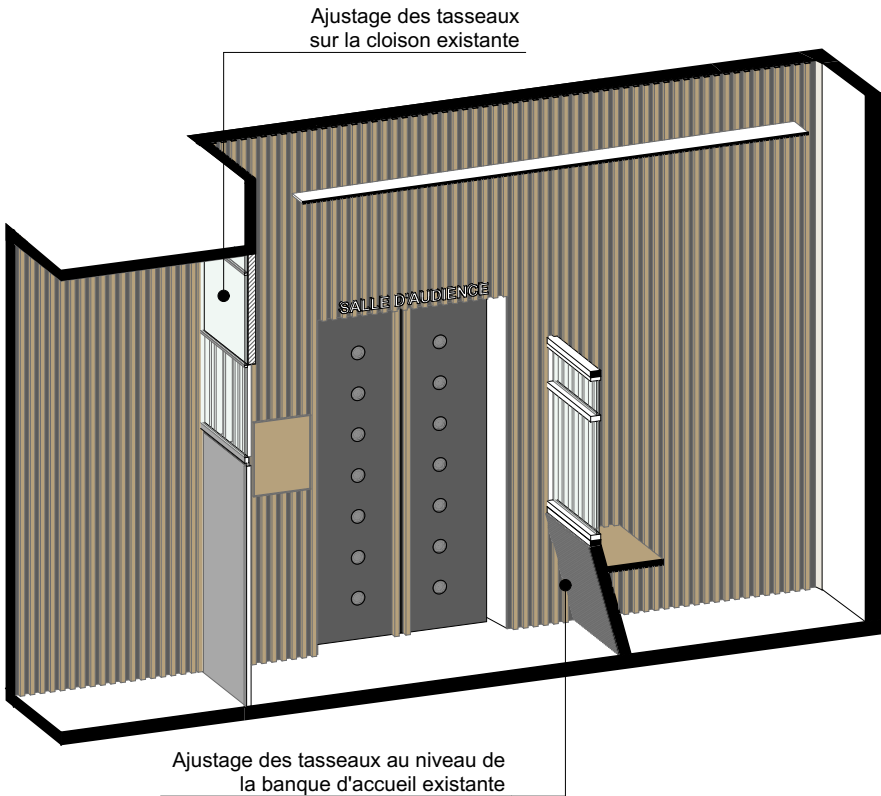 Ajustage des tasseaux
sur la cloison existante
SALLE D'AUDIENCE
Ajustage des tasseaux au niveau de
la banque d'accueil existante